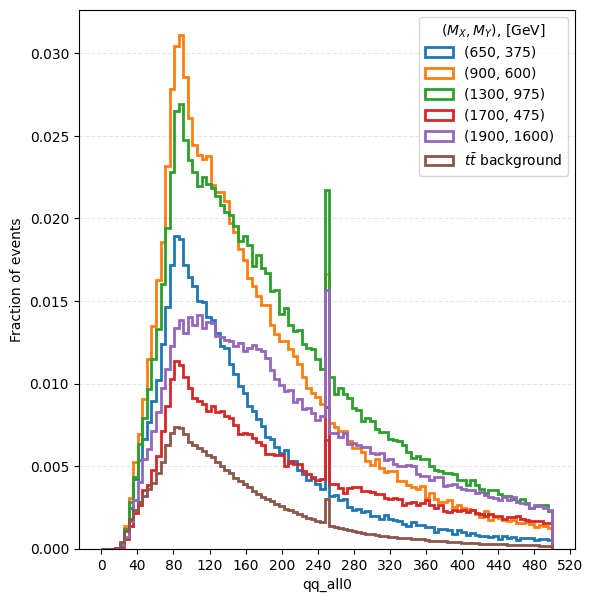 (M_X, M_Y), [GeV]
(650, 375)
(900, 600)
(1300, 975)
(1700, 475)
(1900, 1600)
tt̄ background
Fraction of events
0.030
0.025
0.020
0.015
0.010
0.005
0.000
0 40 80 120 160 200 240 280 320 360 400 440 480 520
qq_all0